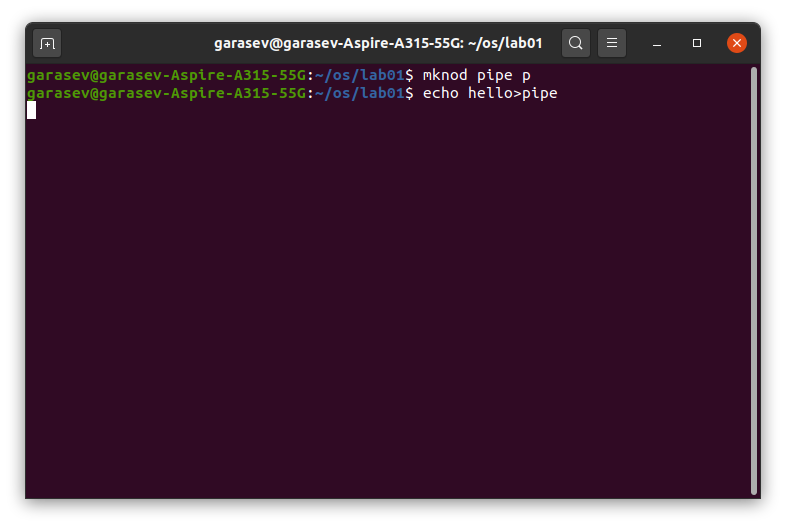 garasev@garasev-Aspire-A315-55G: ~/os/lab01
garasev@garasev-Aspire-A315-55G:~/os/lab01$ mknod pipe p
garasev@garasev-Aspire-A315-55G:~/os/lab01$ echo hello>pipe